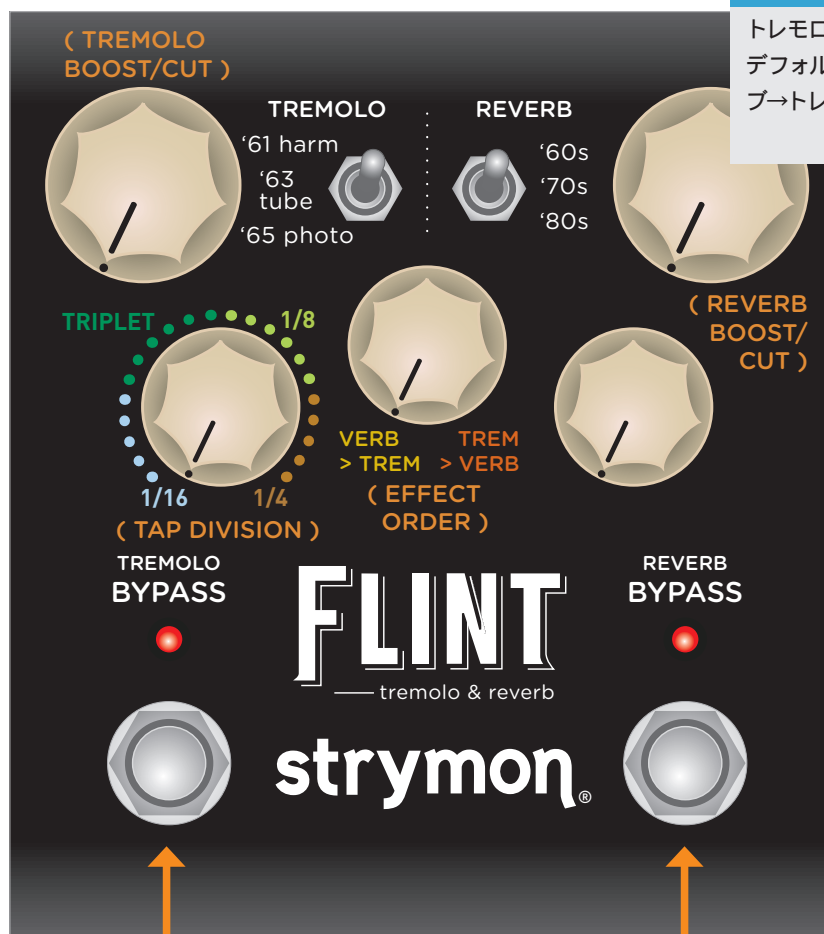 ( TREMOLO
BOOST/CUT )
トレモロ
デフォル
ブ→トレ
TREMOLO
‘61 harm
‘63
tube
‘65 photo
REVERB
‘60s
‘70s
‘80s
( REVERB
BOOST/
CUT )
TRIPLET
1/8
1/16
1/4
( TAP DIVISION )
VERB
> TREM
TREM
> VERB
( EFFECT
ORDER )
TREMOLO
BYPASS
REVERB
BYPASS
FLINT
tremolo & reverb
strymon®